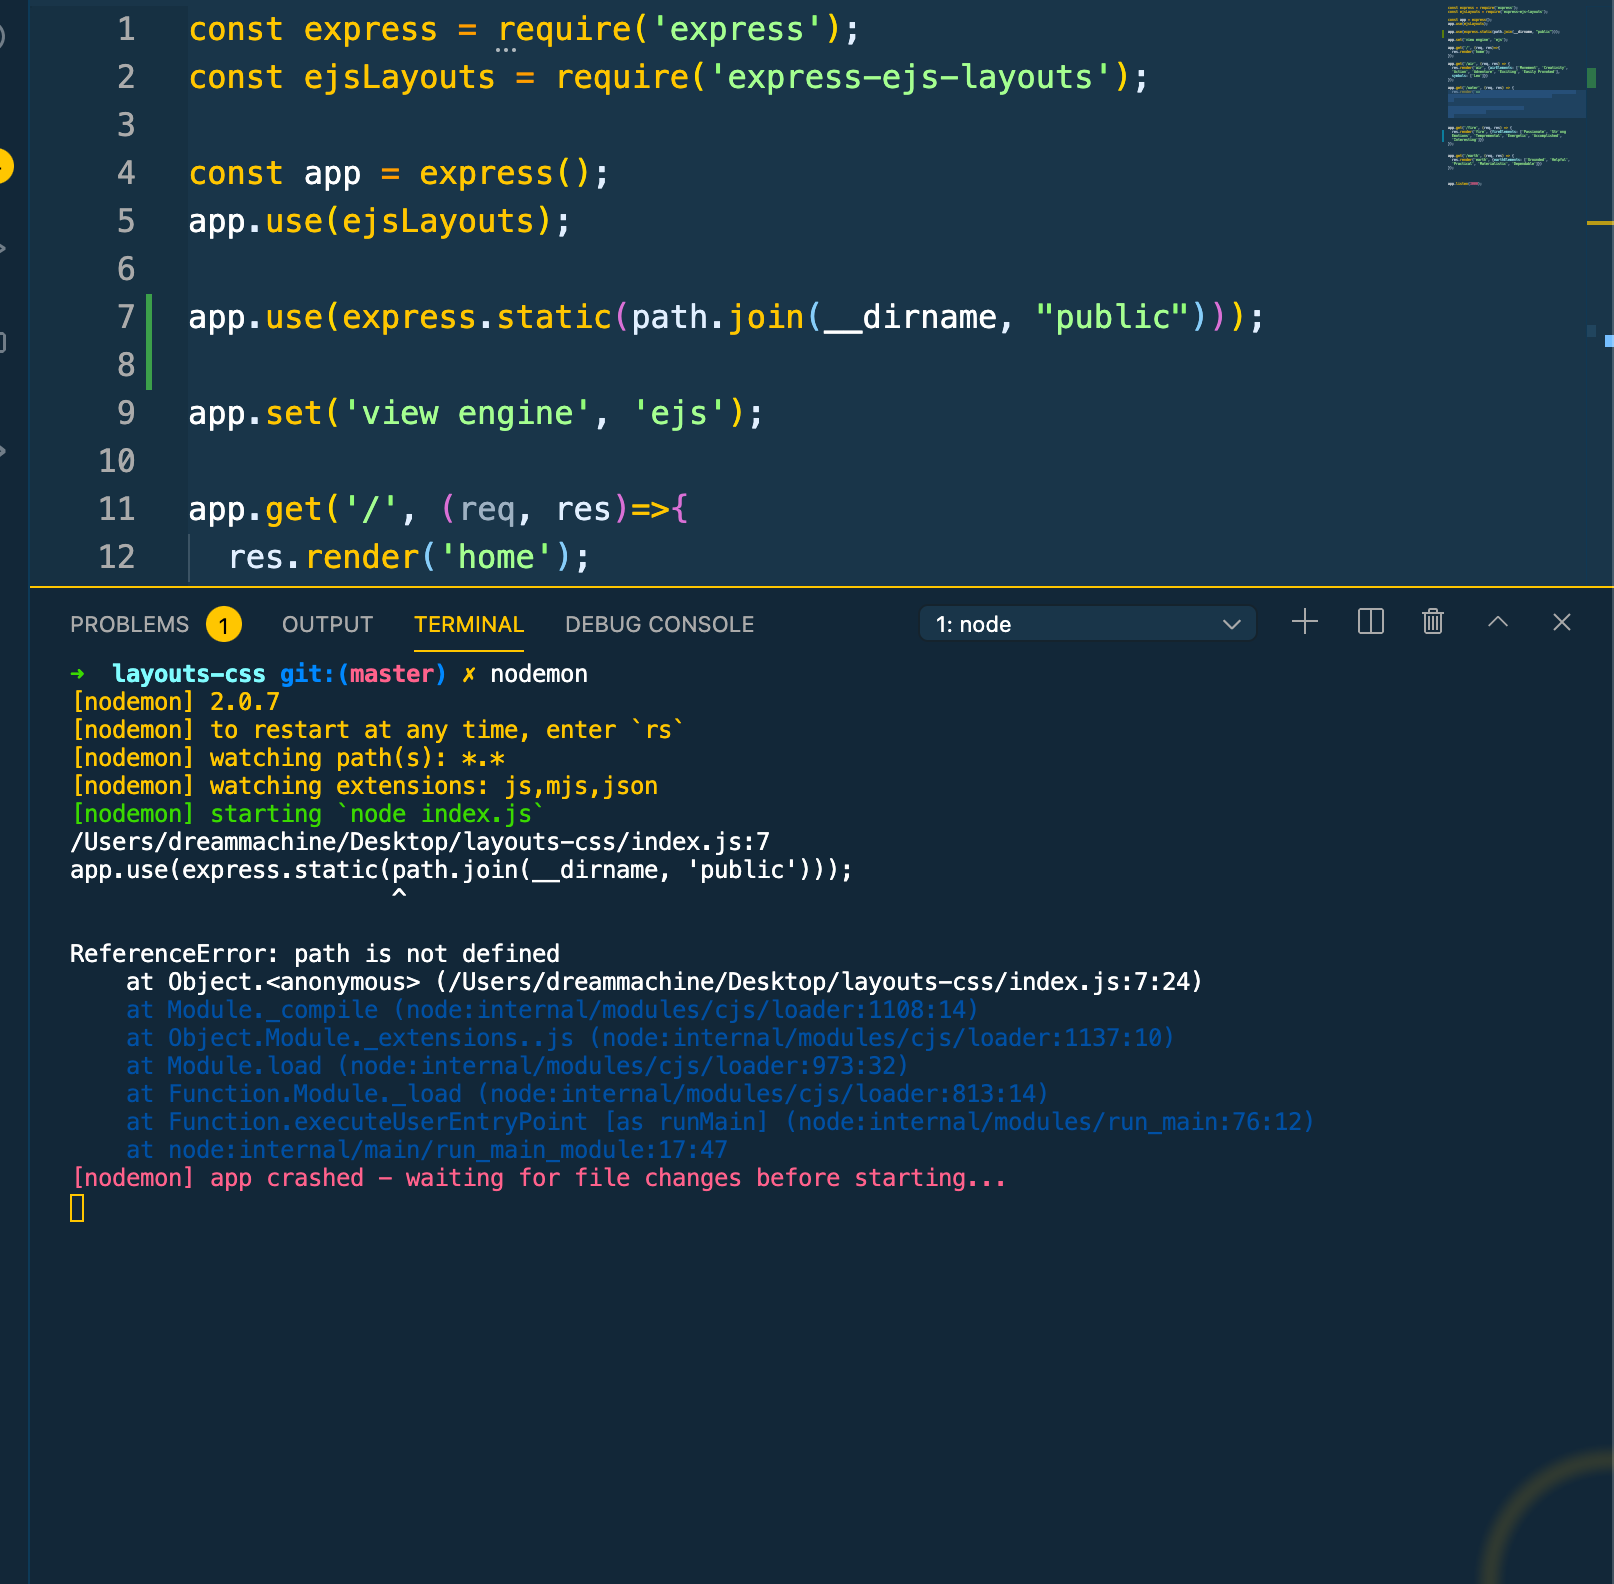 1 const express = require('express');
2 const ejsLayouts = require('express-ejs-layouts');
3
4 const app = express();
5 app.use(ejsLayouts);
6
7 app.use(express.static(path.join(__dirname, "public")));
8
9 app.set('view engine', 'ejs');
10
11 app.get('/', (req, res)=>{
12 res.render('home');
PROBLEMS 1 OUTPUT TERMINAL DEBUG CONSOLE 1: node
➜ layouts-css git:(master) ✗ nodemon
[nodemon] 2.0.7
[nodemon] to restart at any time, enter `rs`
[nodemon] watching path(s): *.*
[nodemon] watching extensions: js,mjs,json
[nodemon] starting `node index.js`
/Users/dreammachine/Desktop/layouts-css/index.js:7
app.use(express.static(path.join(__dirname, 'public')));
^
ReferenceError: path is not defined
at Object.<anonymous> (/Users/dreammachine/Desktop/layouts-css/index.js:7:24)
at Module._compile (node:internal/modules/cjs/loader:1108:14)
at Object.Module._extensions..js (node:internal/modules/cjs/loader:1137:10)
at Module.load (node:internal/modules/cjs/loader:973:32)
at Function.Module._load (node:internal/modules/cjs/loader:813:14)
at Function.executeUserEntryPoint [as runMain] (node:internal/modules/run_main:76:12)
at node:internal/main/run_main_module:17:47
[nodemon] app crashed - waiting for file changes before starting...